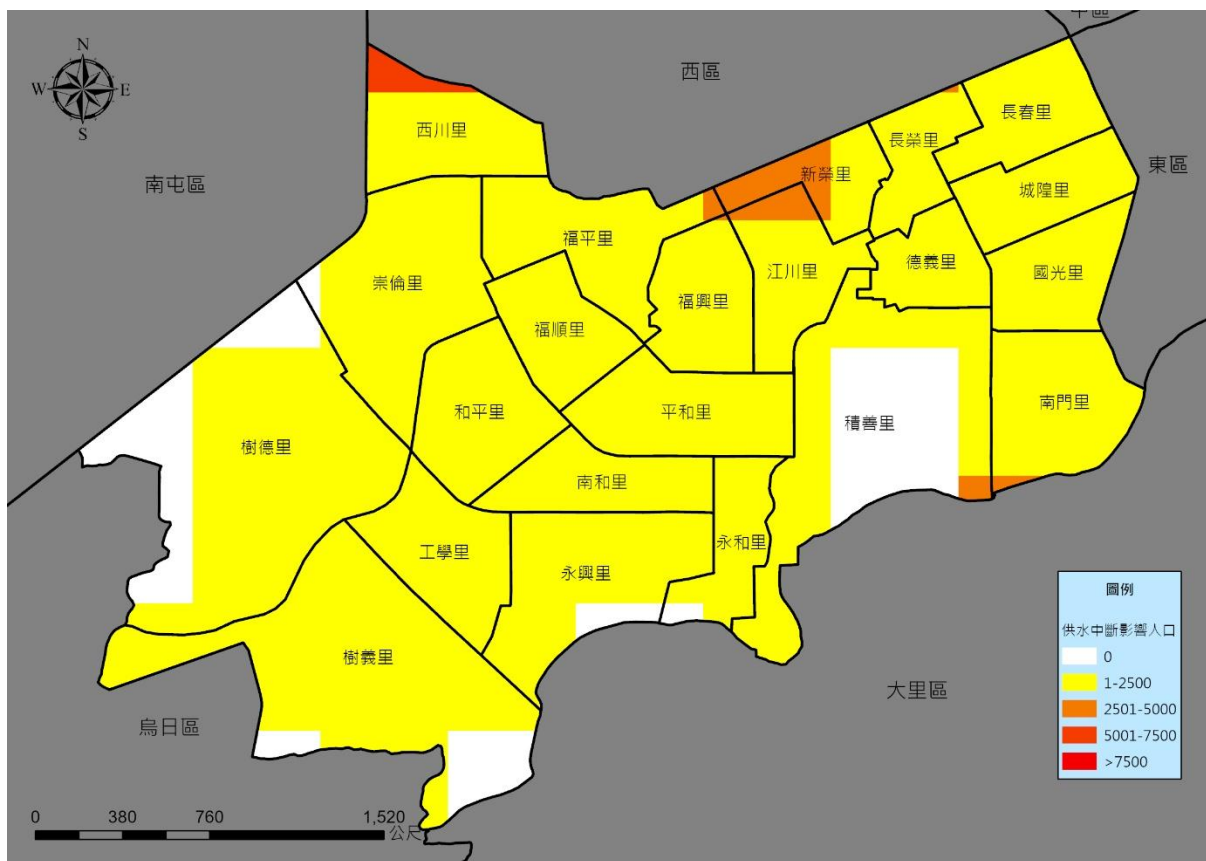 中區
N
W
E
S
西區
西川里
長榮里
長春里
南屯區
新榮里
城隍里
東區
福平里
德義里
崇倫里
江川里
國光里
福興里
福順里
和平里
平和里
積善里
南門里
樹德里
南和里
工學里
永和里
永興里
樹義里
大里區
烏日區
圖例
供水中斷影響人口
0
1-2500
2501-5000
5001-7500
>7500
0
380
760
1,520
公尺